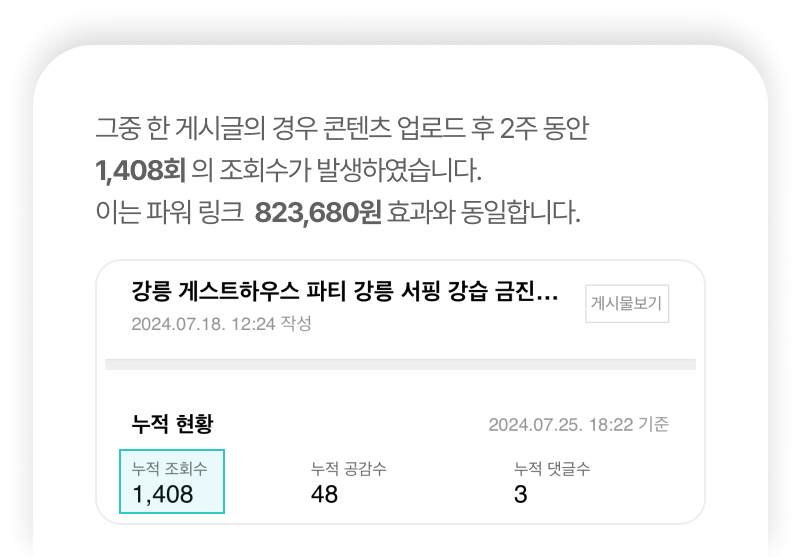 그중 한 게시글의 경우 콘텐츠 업로드 후 2주 동안
1,408회 의 조회수가 발생하였습니다.
이는 파워 링크 823,680원 효과와 동일합니다.
강릉 게스트하우스 파티 강릉 서핑 강습 금진...
게시물보기
2024.07.18. 12:24 작성
누적 현황
2024.07.25. 18:22 기준
누적 조회수 누적 공감수 누적 댓글수
1,408 48 3